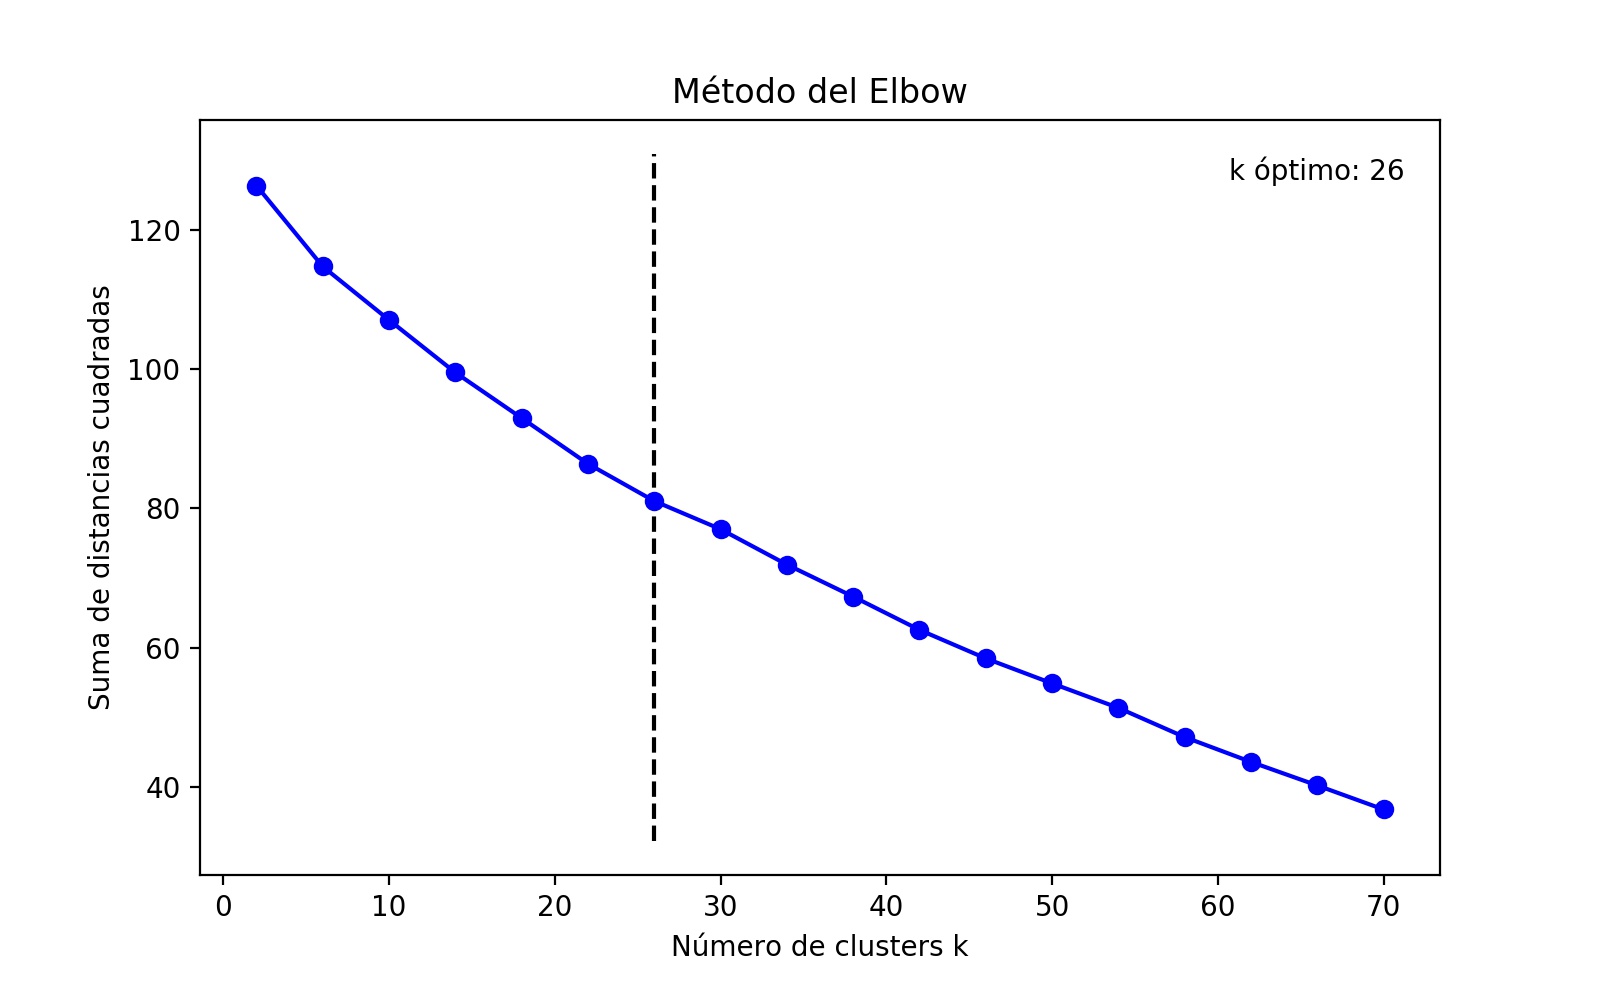 Método del Elbow
k óptimo: 26
Suma de distancias cuadradas
120
100
80
60
40
0 10 20 30 40 50 60 70
Número de clusters k